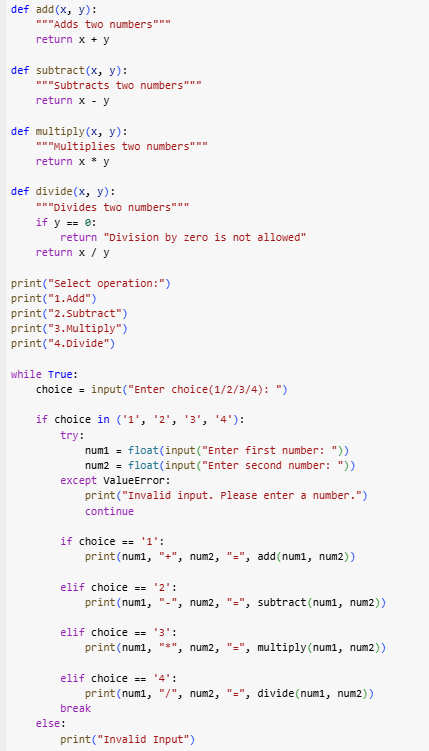 def add(x, y):
    """Adds two numbers"""
    return x + y

def subtract(x, y):
    """Subtracts two numbers"""
    return x - y

def multiply(x, y):
    """Multiplies two numbers"""
    return x * y

def divide(x, y):
    """Divides two numbers"""
    if y == 0:
        return "Division by zero is not allowed"
    return x / y

print("Select operation:")
print("1.Add")
print("2.Subtract")
print("3.Multiply")
print("4.Divide")

while True:
    choice = input("Enter choice(1/2/3/4): ")

    if choice in ('1', '2', '3', '4'):
        try:
            num1 = float(input("Enter first number: "))
            num2 = float(input("Enter second number: "))
        except ValueError:
            print("Invalid input. Please enter a number.")
            continue

        if choice == '1':
            print(num1, "+", num2, "=", add(num1, num2))

        elif choice == '2':
            print(num1, "-", num2, "=", subtract(num1, num2))

        elif choice == '3':
            print(num1, "*", num2, "=", multiply(num1, num2))

        elif choice == '4':
            print(num1, "/", num2, "=", divide(num1, num2))
        break
    else:
        print("Invalid Input")